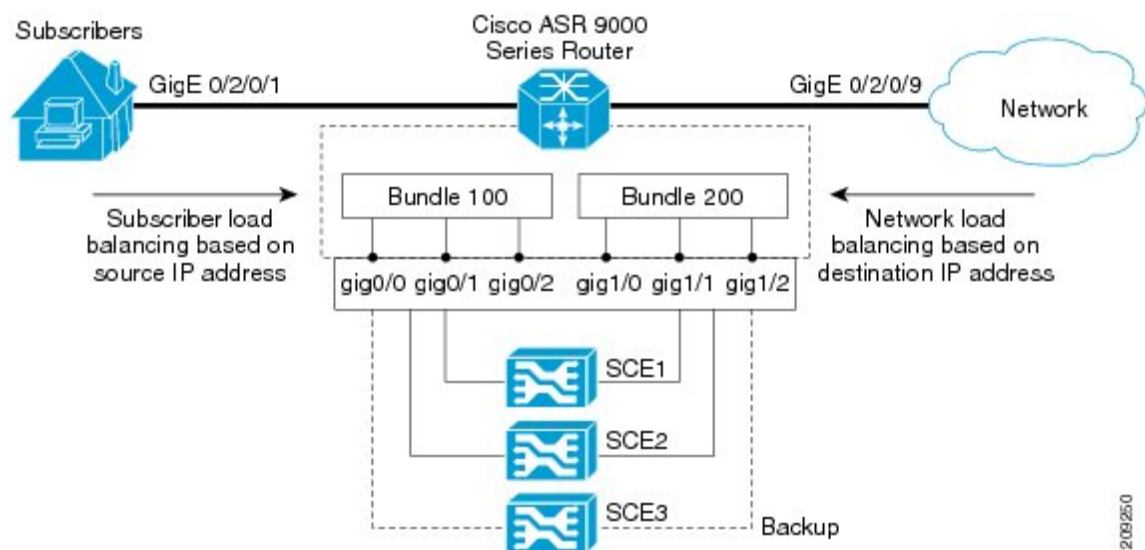 Subscribers
Cisco ASR 9000
Series Router
GigE 0/2/0/1
GigE 0/2/0/9
Network
Bundle 100
Bundle 200
Subscriber load
balancing based on
source IP address
Network load
balancing based on
destination IP address
gig0/0 gig0/1 gig0/2 gig1/0 gig1/1 gig1/2
SCE1
SCE2
SCE3
Backup
209250